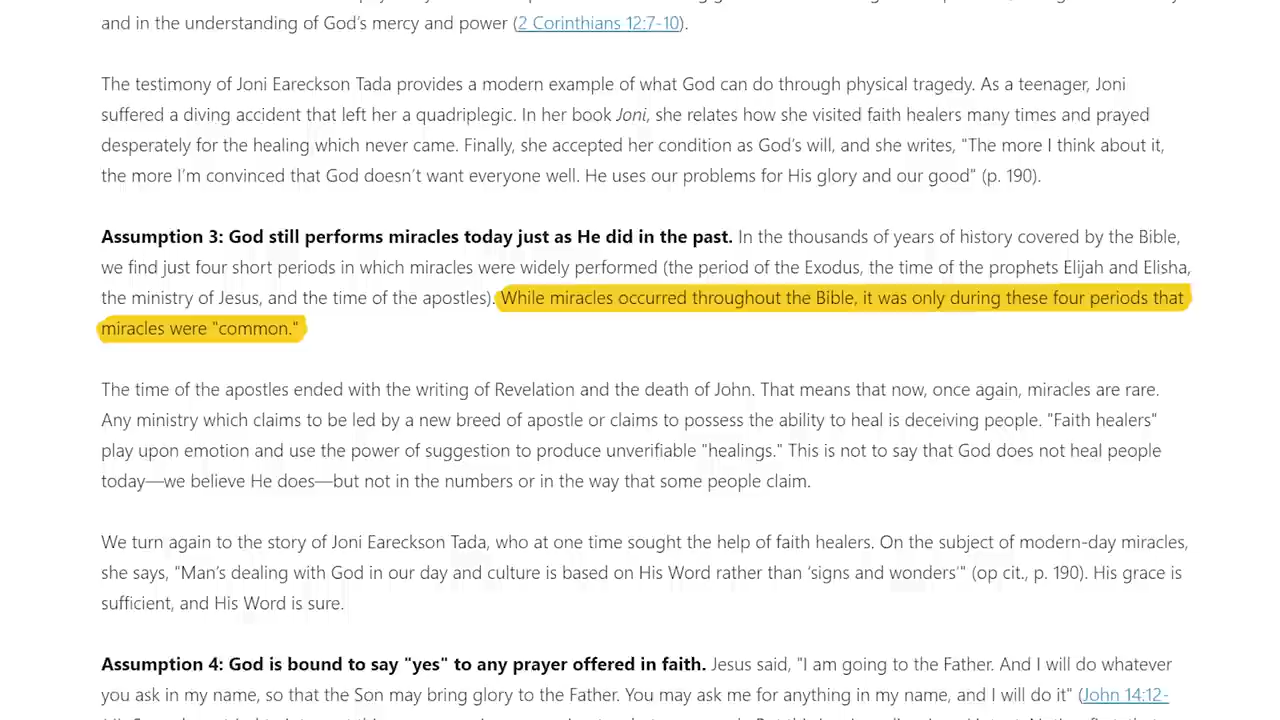 and in the understanding of God's mercy and power (2 Corinthians 12:7-10).
The testimony of Joni Eareckson Tada provides a modern example of what God can do through physical tragedy. As a teenager, Joni
suffered a diving accident that left her a quadriplegic. In her book Joni, she relates how she visited faith healers many times and prayed
desperately for the healing which never came. Finally, she accepted her condition as God's will, and she writes, "The more I think about it,
the more I'm convinced that God doesn't want everyone well. He uses our problems for His glory and our good" (p. 190).
Assumption 3: God still performs miracles today just as He did in the past. In the thousands of years of history covered by the Bible,
we find just four short periods in which miracles were widely performed (the period of the Exodus, the time of the prophets Elijah and Elisha,
the ministry of Jesus, and the time of the apostles). While miracles occurred throughout the Bible, it was only during these four periods that
miracles were "common."
The time of the apostles ended with the writing of Revelation and the death of John. That means that now, once again, miracles are rare.
Any ministry which claims to be led by a new breed of apostle or claims to possess the ability to heal is deceiving people. "Faith healers"
play upon emotion and use the power of suggestion to produce unverifiable "healings." This is not to say that God does not heal people
today—we believe He does—but not in the numbers or in the way that some people claim.
We turn again to the story of Joni Eareckson Tada, who at one time sought the help of faith healers. On the subject of modern-day miracles,
she says, "Man's dealing with God in our day and culture is based on His Word rather than 'signs and wonders'" (op cit., p. 190). His grace is
sufficient, and His Word is sure.
Assumption 4: God is bound to say "yes" to any prayer offered in faith. Jesus said, "I am going to the Father. And I will do whatever
you ask in my name, so that the Son may bring glory to the Father. You may ask me for anything in my name, and I will do it" (John 14:12-